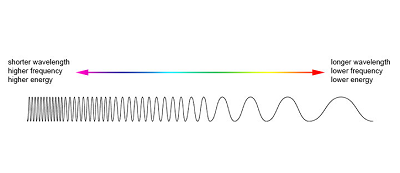 shorter wavelength
higher frequency
higher energy
longer wavelength
lower frequency
lower energy